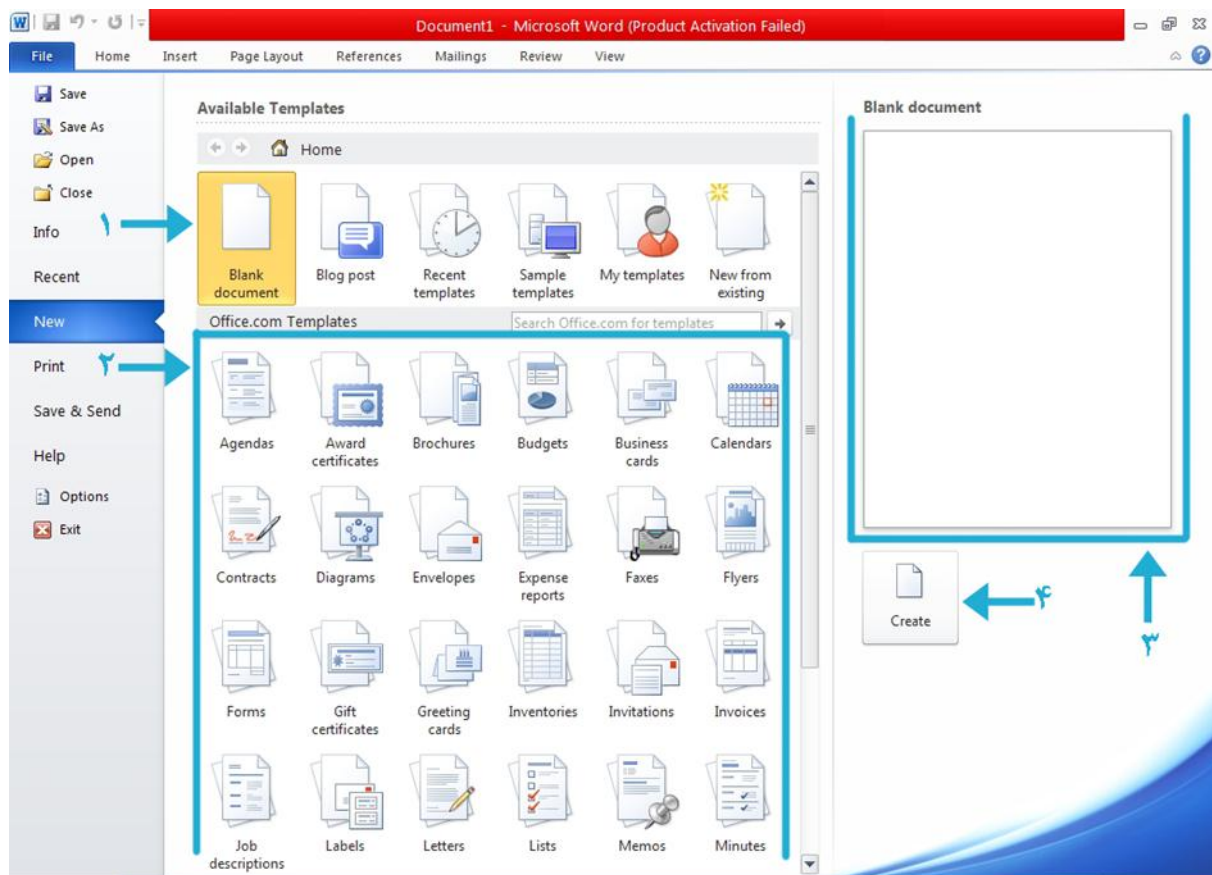 Document1 - Microsoft Word (Product Activation Failed)
File Home Insert Page Layout References Mailings Review View
Save
Save As
Open
Close
Info
Recent
New
Print
Save & Send
Help
Options
Exit
۱
۲
Available Templates
Home
Blank document
Blog post
Recent templates
Sample templates
My templates
New from existing
Office.com Templates
Search Office.com for templates
Agendas
Award certificates
Brochures
Budgets
Business cards
Calendars
Contracts
Diagrams
Envelopes
Expense reports
Faxes
Flyers
Forms
Gift certificates
Greeting cards
Inventories
Invitations
Invoices
Job descriptions
Labels
Letters
Lists
Memos
Minutes
Blank document
Create
۴
۳